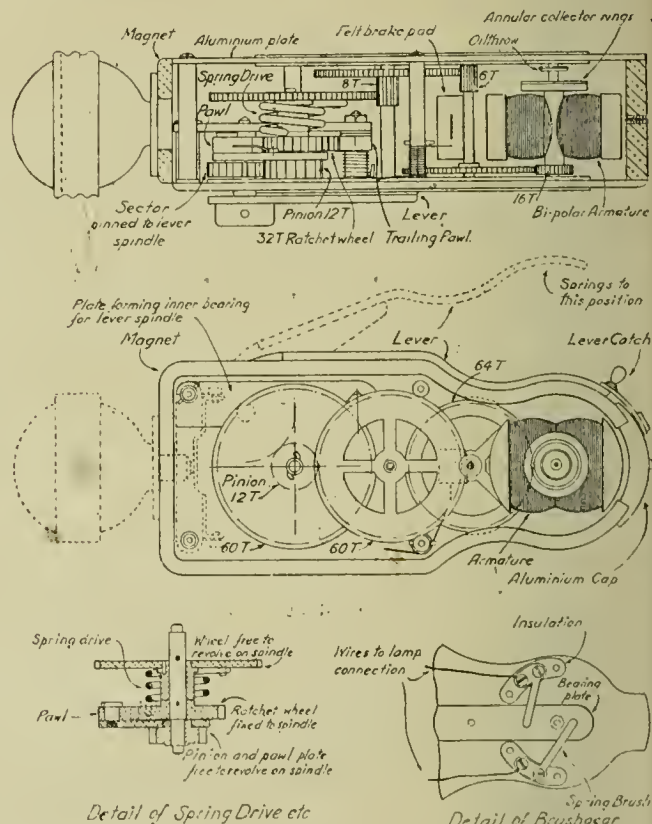 Magnet
Aluminium plate
Felt brake pad
Annular collector rings
Oil throw
Spring Drive
8T
6T
Pawl
Sector
pinned to lever
spindle
Pinion 12T
32T Ratchet wheel
Lever
Trailing Pawl.
16T
Bi-polar Armature
Plate forming inner bearing
for lever spindle
Magnet
Springs to
this position
Lever
Lever Catch
64T
Pinion
12T
60T
60T
Armature
Aluminium Cap
Spring drive
Wheel free to
revolve on spindle
Pawl
Ratchet wheel
fixed to spindle
Pinion and pawl plate
free to revolve on spindle
Detail of Spring Drive etc
Insulation
Wires to lamp
connection
Bearing
plate
Spring Brush
Detail of Brushgear